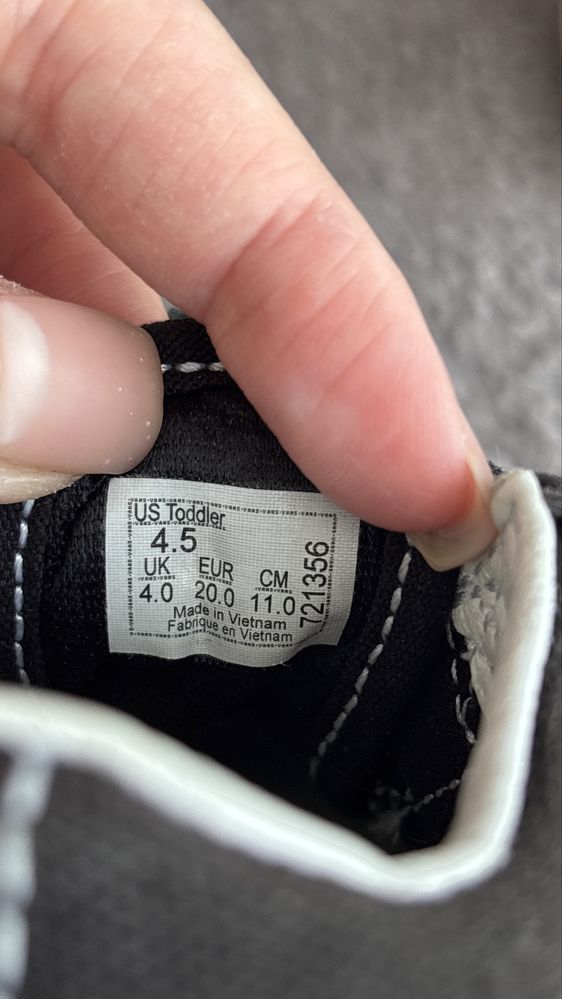 US Toddler
4.5
UK EUR CM
4.0 20.0 11.0
Made in Vietnam
Fabrique en Vietnam
721356